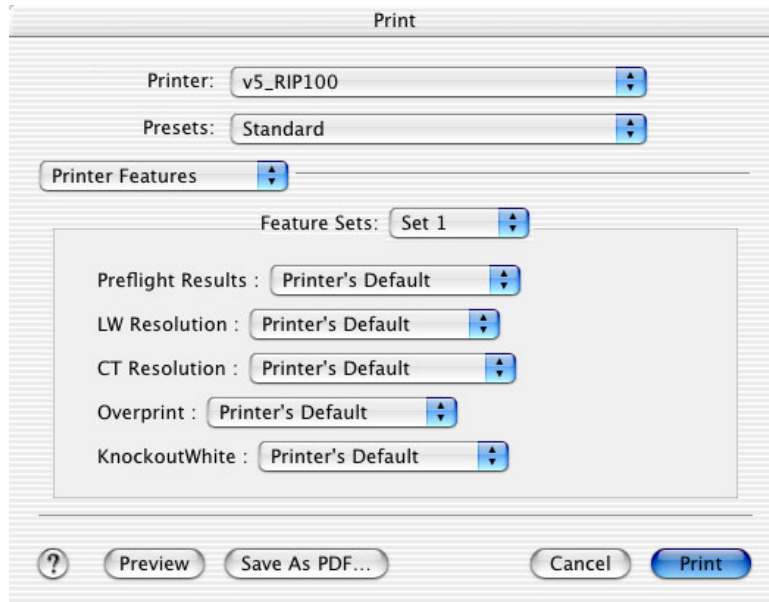 Print
Printer: v5_RIP100
Presets: Standard
Printer Features
Feature Sets: Set 1
Preflight Results : Printer's Default
LW Resolution : Printer's Default
CT Resolution : Printer's Default
Overprint : Printer's Default
KnockoutWhite : Printer's Default
? Preview Save As PDF... Cancel Print